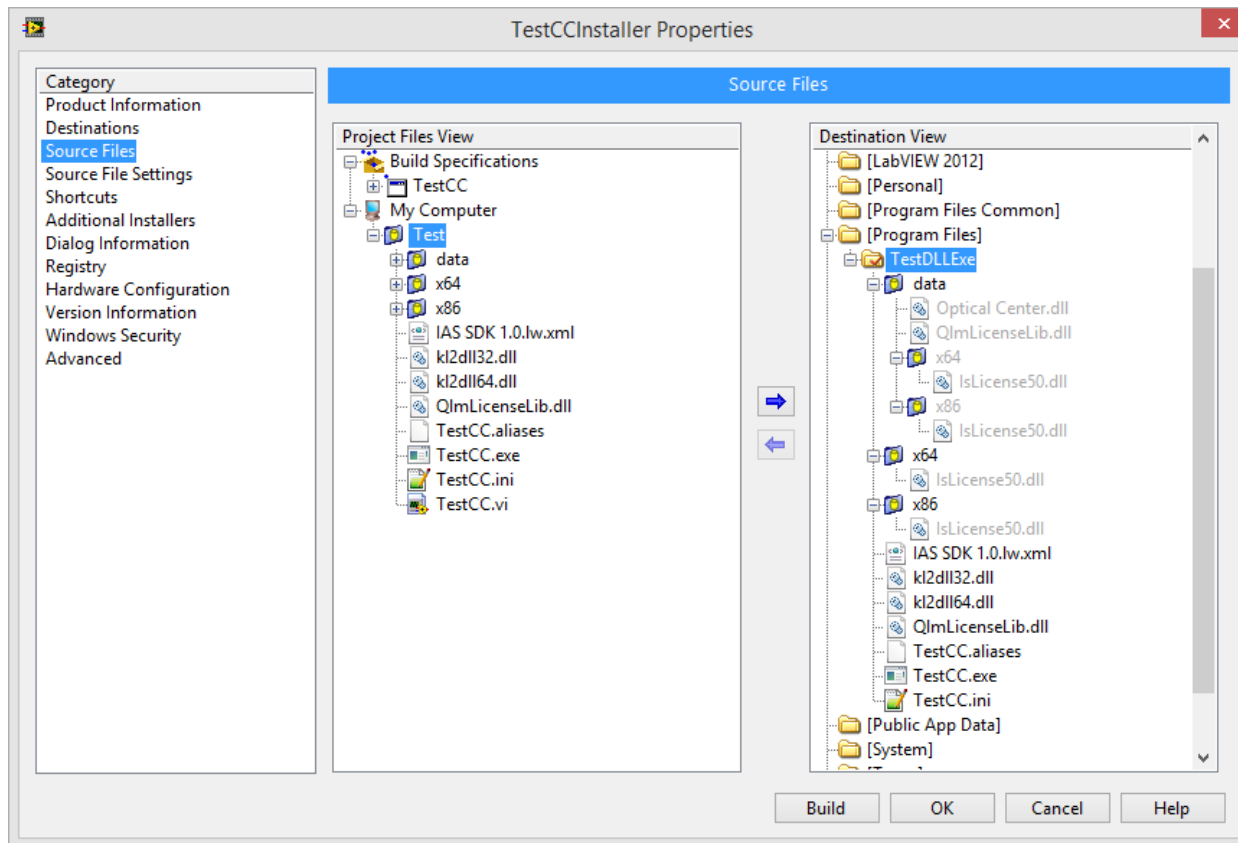 TestCCInstaller Properties
Category
Product Information
Destinations
Source Files
Source File Settings
Shortcuts
Additional Installers
Dialog Information
Registry
Hardware Configuration
Version Information
Windows Security
Advanced
Source Files
Project Files View
Build Specifications
TestCC
My Computer
Test
data
x64
x86
IAS SDK 1.0.lw.xml
kl2dll32.dll
kl2dll64.dll
QlmLicenseLib.dll
TestCC.aliases
TestCC.exe
TestCC.ini
TestCC.vi
Destination View
[LabVIEW 2012]
[Personal]
[Program Files Common]
[Program Files]
TestDLLExe
data
Optical Center.dll
QlmLicenseLib.dll
x64
IsLicense50.dll
x86
IsLicense50.dll
x64
IsLicense50.dll
x86
IsLicense50.dll
IAS SDK 1.0.lw.xml
kl2dll32.dll
kl2dll64.dll
QlmLicenseLib.dll
TestCC.aliases
TestCC.exe
TestCC.ini
[Public App Data]
[System]
Build
OK
Cancel
Help